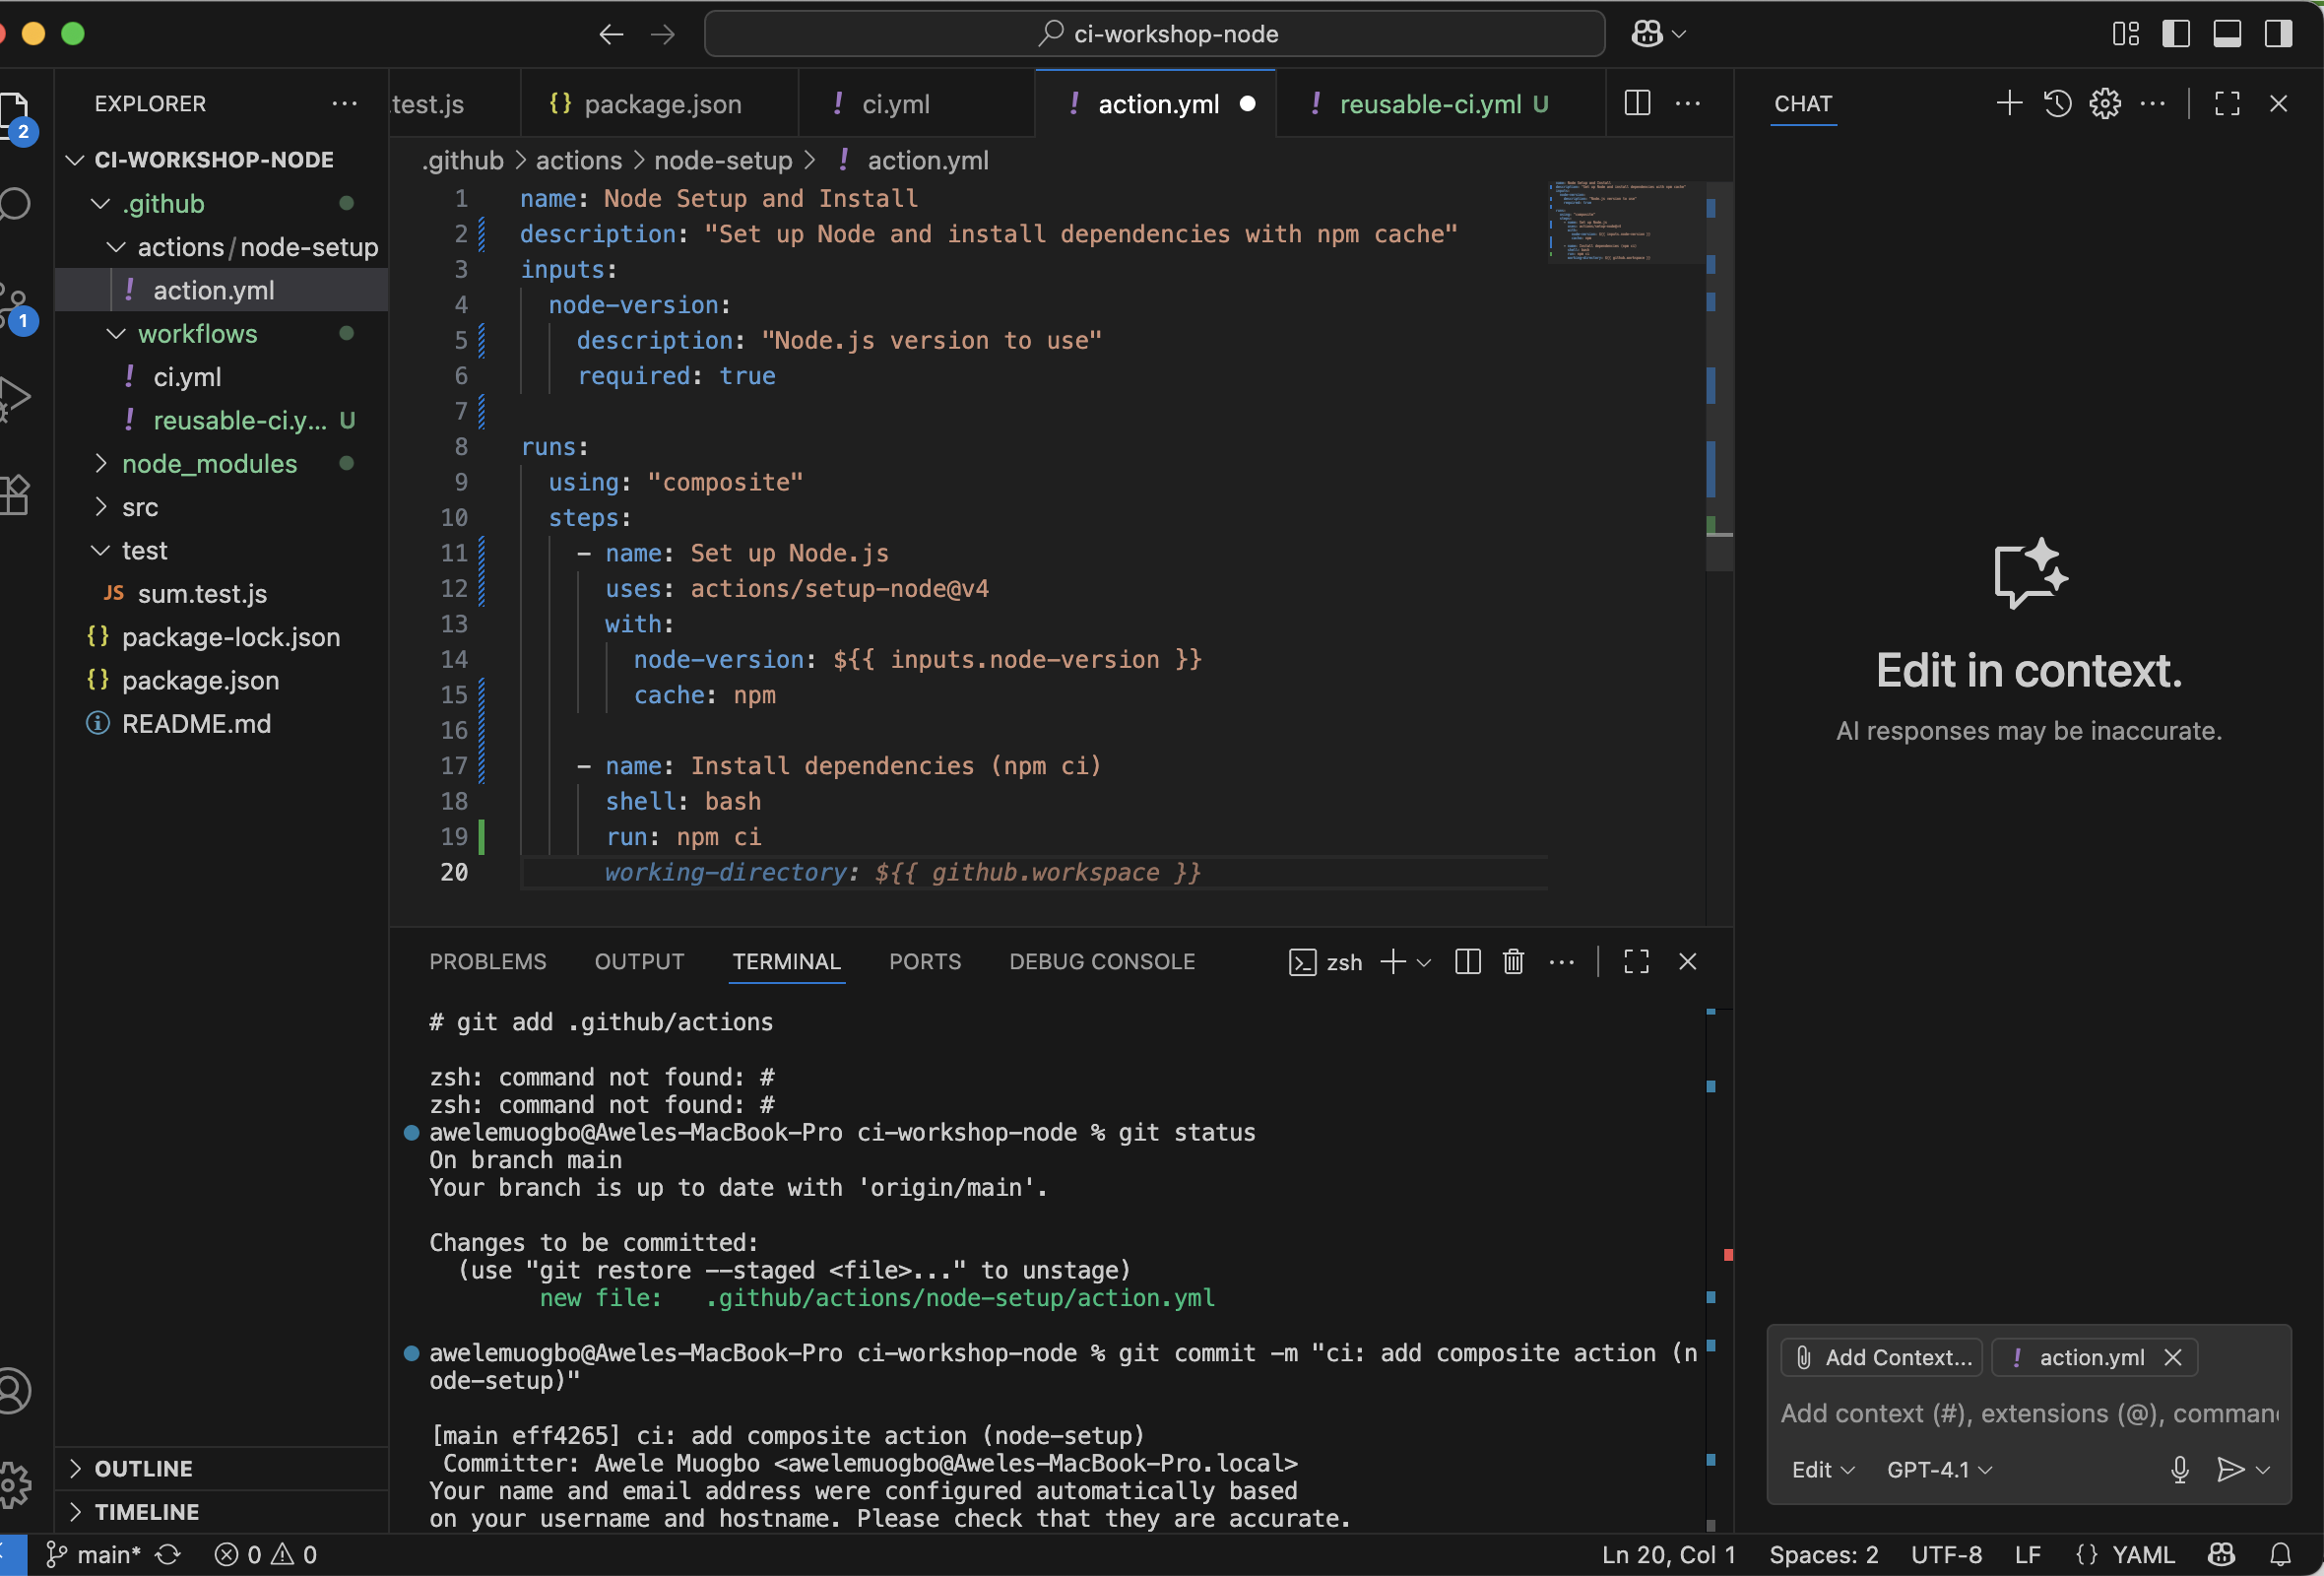 ci-workshop-node
EXPLORER
2
1
CI-WORKSHOP-NODE
.github
actions/node-setup
! action.yml
workflows
! ci.yml
! reusable-ci.y... U
node_modules
src
test
JS sum.test.js
{} package-lock.json
{} package.json
README.md
OUTLINE
TIMELINE
.test.js
{} package.json
! ci.yml
! action.yml
! reusable-ci.yml U
.github > actions > node-setup > ! action.yml
1 name: Node Setup and Install
2 description: "Set up Node and install dependencies with npm cache"
3 inputs:
4 node-version:
5 description: "Node.js version to use"
6 required: true
7
8 runs:
9 using: "composite"
10 steps:
11 - name: Set up Node.js
12 uses: actions/setup-node@v4
13 with:
14 node-version: ${{ inputs.node-version }}
15 cache: npm
16
17 - name: Install dependencies (npm ci)
18 shell: bash
19 run: npm ci
20 working-directory: ${{ github.workspace }}
PROBLEMS OUTPUT TERMINAL PORTS DEBUG CONSOLE
zsh
# git add .github/actions
zsh: command not found: #
zsh: command not found: #
awelemuogbo@Aweles-MacBook-Pro ci-workshop-node % git status
On branch main
Your branch is up to date with 'origin/main'.
Changes to be committed:
(use "git restore --staged <file>..." to unstage)
new file: .github/actions/node-setup/action.yml
awelemuogbo@Aweles-MacBook-Pro ci-workshop-node % git commit -m "ci: add composite action (n
ode-setup)"
[main eff4265] ci: add composite action (node-setup)
Committer: Awele Muogbo <awelemuogbo@Aweles-MacBook-Pro.local>
Your name and email address were configured automatically based
on your username and hostname. Please check that they are accurate.
CHAT
Edit in context.
AI responses may be inaccurate.
Add Context...
! action.yml
Add context (#), extensions (@), comman
Edit
GPT-4.1
main*
0
0
Ln 20, Col 1
Spaces: 2
UTF-8
LF
{} YAML